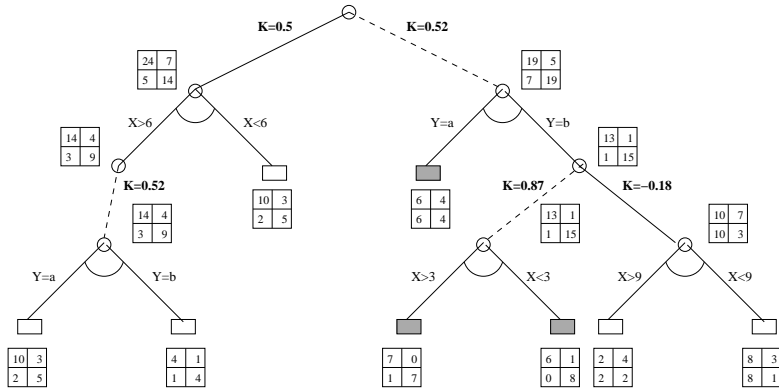 K=0.5 K=0.52
24 7 19 5
5 14 7 19
X>6 X<6 Y=a Y=b
14 4 13 1
3 9 1 15
K=0.52 K=0.87 K=−0.18
10 3 6 4
2 5 6 4
14 4 13 1 10 7
3 9 1 15 10 3
Y=a Y=b X>3 X<3 X>9 X<9
10 3 4 1 7 0 6 1 2 4 8 3
2 5 1 4 1 7 0 8 2 2 8 1